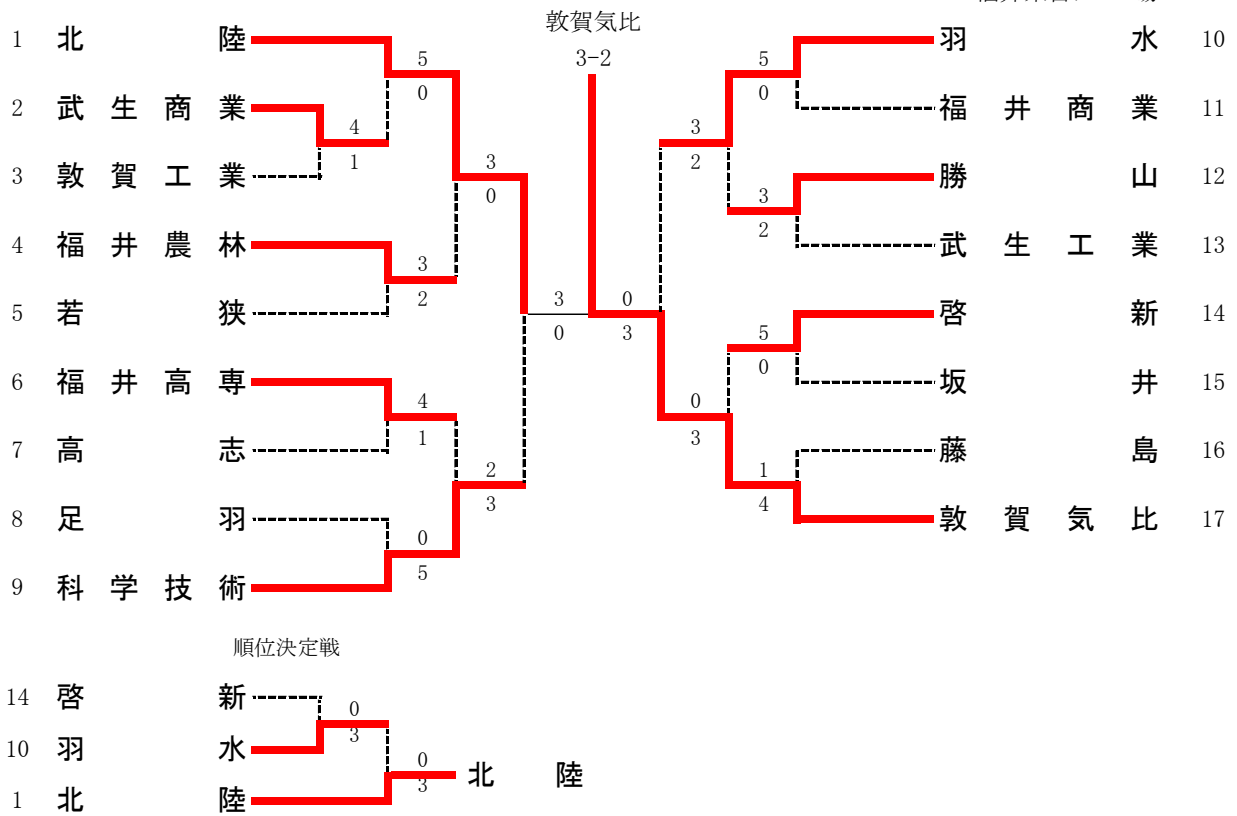 敦賀気比
3-2
1 北陸
2 武生商業
3 敦賀工業
4 福井農林
5 若狭
6 福井高専
7 高志
8 足羽
9 科学技術
5
0
4
1
3
2
4
1
0
5
3
0
2
3
3
0
0
3
3
2
0
3
5
0
3
2
5
0
1
4
羽水 10
福井商業 11
勝山 12
武生工業 13
啓新 14
坂井 15
藤島 16
敦賀気比 17
順位決定戦
14 啓新
10 羽水
1 北陸
0
3
0
3
北陸